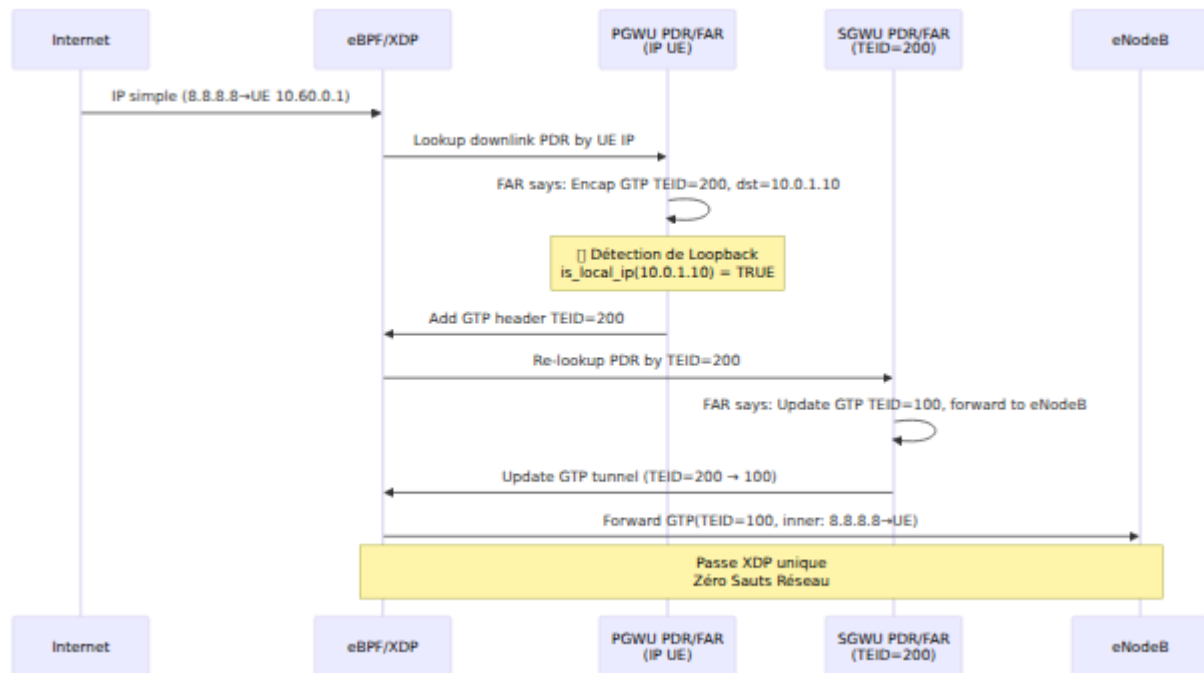 Internet
eBPF/XDP
PGWU PDR/FAR
(IP UE)
SGWU PDR/FAR
(TEID=200)
eNodeB
IP simple (8.8.8.8→UE 10.60.0.1)
Lookup downlink PDR by UE IP
FAR says: Encap GTP TEID=200, dst=10.0.1.10
▯ Détection de Loopback
is_local_ip(10.0.1.10) = TRUE
Add GTP header TEID=200
Re-lookup PDR by TEID=200
FAR says: Update GTP TEID=100, forward to eNodeB
Update GTP tunnel (TEID=200 → 100)
Forward GTP(TEID=100, inner: 8.8.8.8→UE)
Passe XDP unique
Zéro Sauts Réseau
Internet
eBPF/XDP
PGWU PDR/FAR
(IP UE)
SGWU PDR/FAR
(TEID=200)
eNodeB